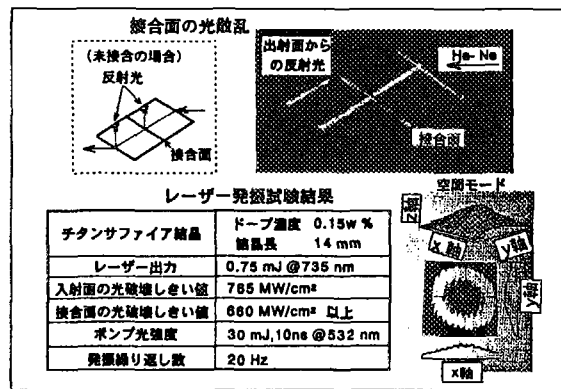 接合面の光散乱
(未接合の場合)
反射光
接合面
出射面から
の反射光
He-Ne
接合面
レーザー発振試験結果
チタンサファイア結晶
ドープ濃度 0.15w %
結晶長 14 mm
レーザー出力
0.75 mJ @735 nm
入射面の光破壊しきい値
765 MW/cm²
接合面の光破壊しきい値
660 MW/cm² 以上
ポンプ光強度
30 mJ,10ns @532 nm
発振繰り返し数
20 Hz
空間モード
z軸
x 軸
y軸
y軸
x軸